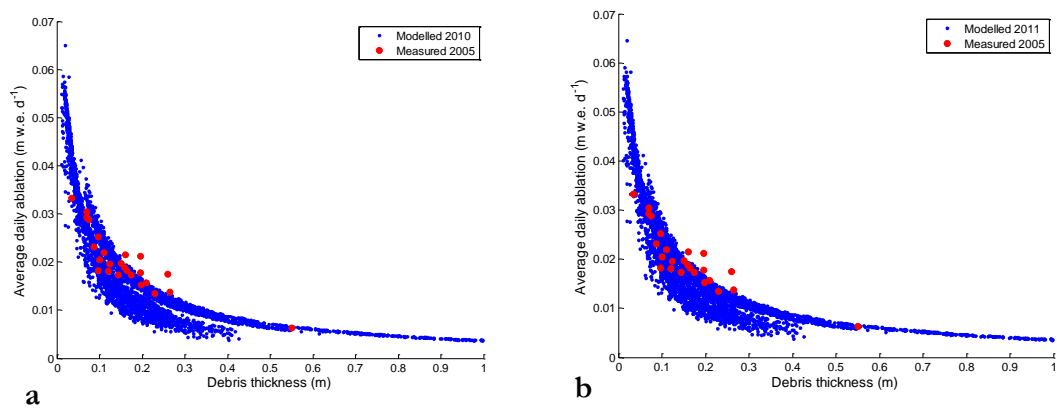 0.07
0.06
0.05
0.04
0.03
0.02
0.01
0
Average daily ablation (m w.e. d⁻¹)
Modelled 2010
Measured 2005
0 0.1 0.2 0.3 0.4 0.5 0.6 0.7 0.8 0.9 1
Debris thickness (m)
a
0.07
0.06
0.05
0.04
0.03
0.02
0.01
0
Average daily ablation (m w.e. d⁻¹)
Modelled 2011
Measured 2005
0 0.1 0.2 0.3 0.4 0.5 0.6 0.7 0.8 0.9 1
Debris thickness (m)
b